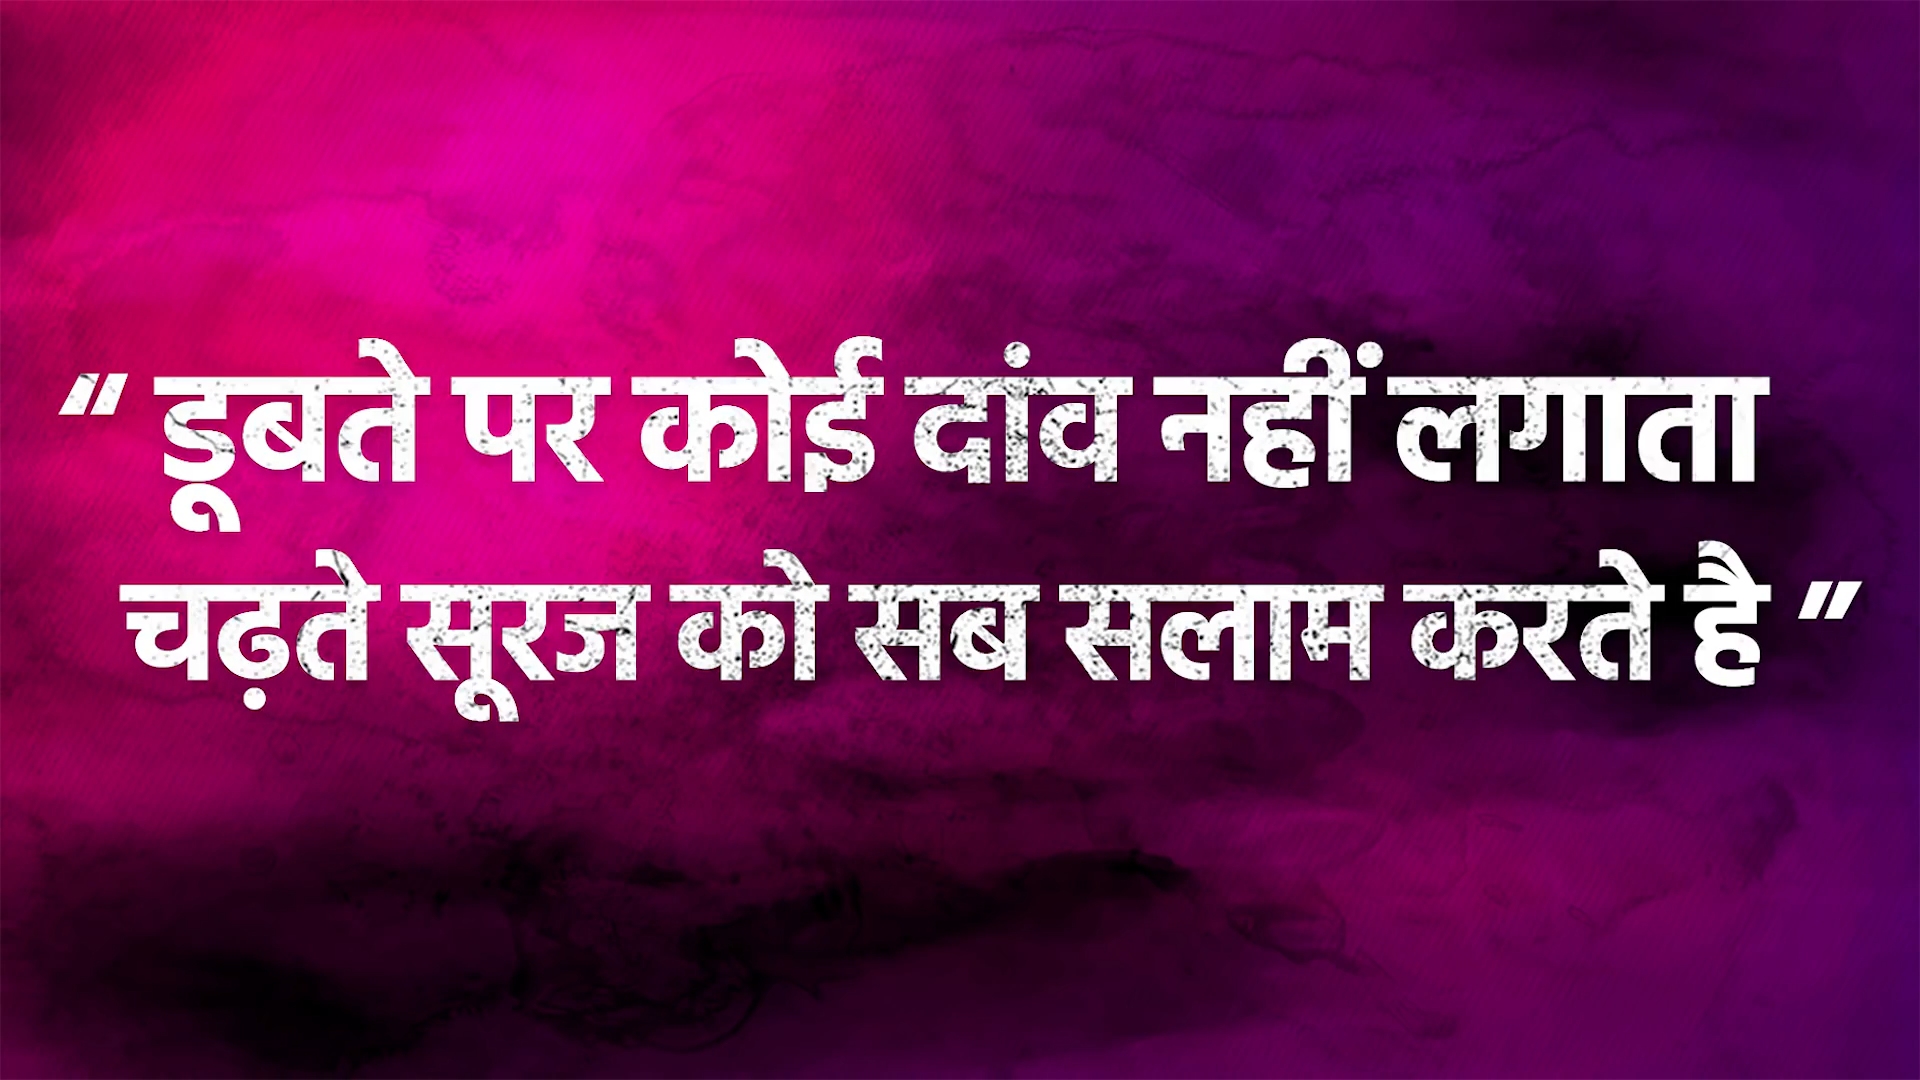 " डूबते पर कोई दांव नहीं लगाता
चढ़ते सूरज को सब सलाम करते है "